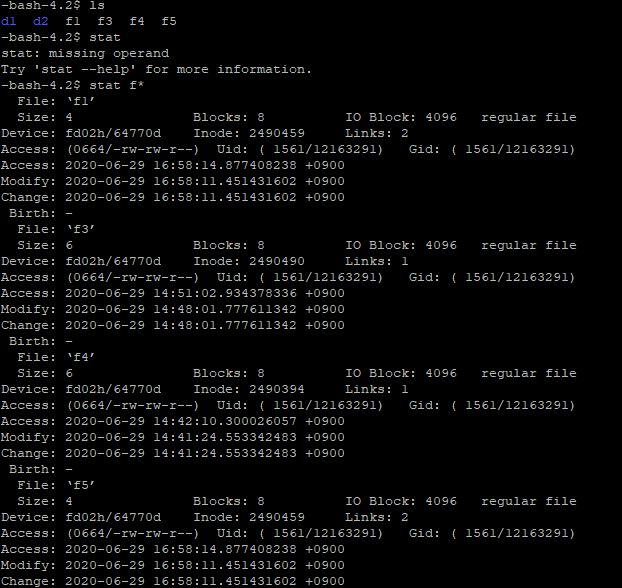 -bash-4.2$ ls
d1  d2  f1  f3  f4  f5
-bash-4.2$ stat
stat: missing operand
Try 'stat --help' for more information.
-bash-4.2$ stat f*
  File: ‘f1’
  Size: 4               Blocks: 8          IO Block: 4096   regular file
Device: fd02h/64770d    Inode: 2490459     Links: 2
Access: (0664/-rw-rw-r--)  Uid: ( 1561/12163291)   Gid: ( 1561/12163291)
Access: 2020-06-29 16:58:14.877408238 +0900
Modify: 2020-06-29 16:58:11.451431602 +0900
Change: 2020-06-29 16:58:11.451431602 +0900
 Birth: -
  File: ‘f3’
  Size: 6               Blocks: 8          IO Block: 4096   regular file
Device: fd02h/64770d    Inode: 2490490     Links: 1
Access: (0664/-rw-rw-r--)  Uid: ( 1561/12163291)   Gid: ( 1561/12163291)
Access: 2020-06-29 14:51:02.934378336 +0900
Modify: 2020-06-29 14:48:01.777611342 +0900
Change: 2020-06-29 14:48:01.777611342 +0900
 Birth: -
  File: ‘f4’
  Size: 6               Blocks: 8          IO Block: 4096   regular file
Device: fd02h/64770d    Inode: 2490394     Links: 1
Access: (0664/-rw-rw-r--)  Uid: ( 1561/12163291)   Gid: ( 1561/12163291)
Access: 2020-06-29 14:42:10.300026057 +0900
Modify: 2020-06-29 14:41:24.553342483 +0900
Change: 2020-06-29 14:41:24.553342483 +0900
 Birth: -
  File: ‘f5’
  Size: 4               Blocks: 8          IO Block: 4096   regular file
Device: fd02h/64770d    Inode: 2490459     Links: 2
Access: (0664/-rw-rw-r--)  Uid: ( 1561/12163291)   Gid: ( 1561/12163291)
Access: 2020-06-29 16:58:14.877408238 +0900
Modify: 2020-06-29 16:58:11.451431602 +0900
Change: 2020-06-29 16:58:11.451431602 +0900